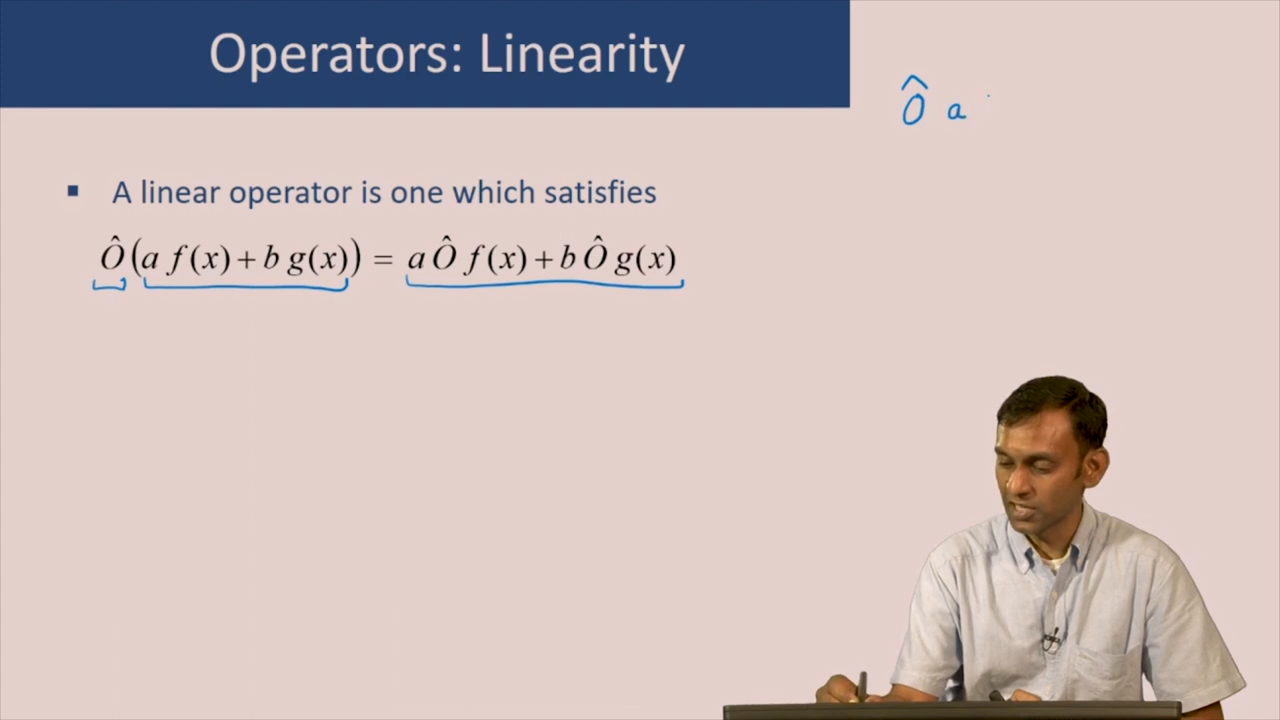 Operators: Linearity
Ô a
▪ A linear operator is one which satisfies
Ô(a f(x) + b g(x)) = a Ô f(x) + b Ô g(x)